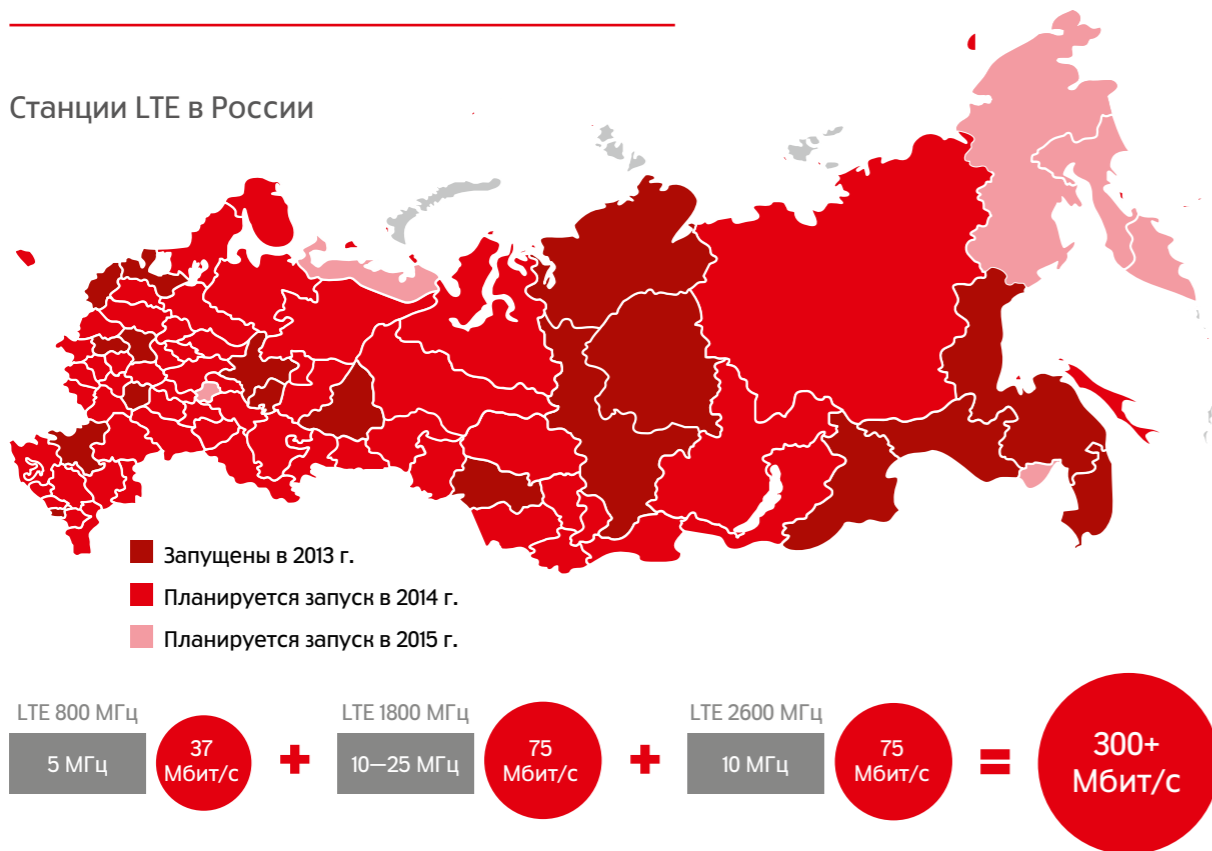 Станции LTE в России
Запущены в 2013 г.
Планируется запуск в 2014 г.
Планируется запуск в 2015 г.
LTE 800 МГц
5 МГц
37
Мбит/с
+
LTE 1800 МГц
10—25 МГц
75
Мбит/с
+
LTE 2600 МГц
10 МГц
75
Мбит/с
=
300+
Мбит/с